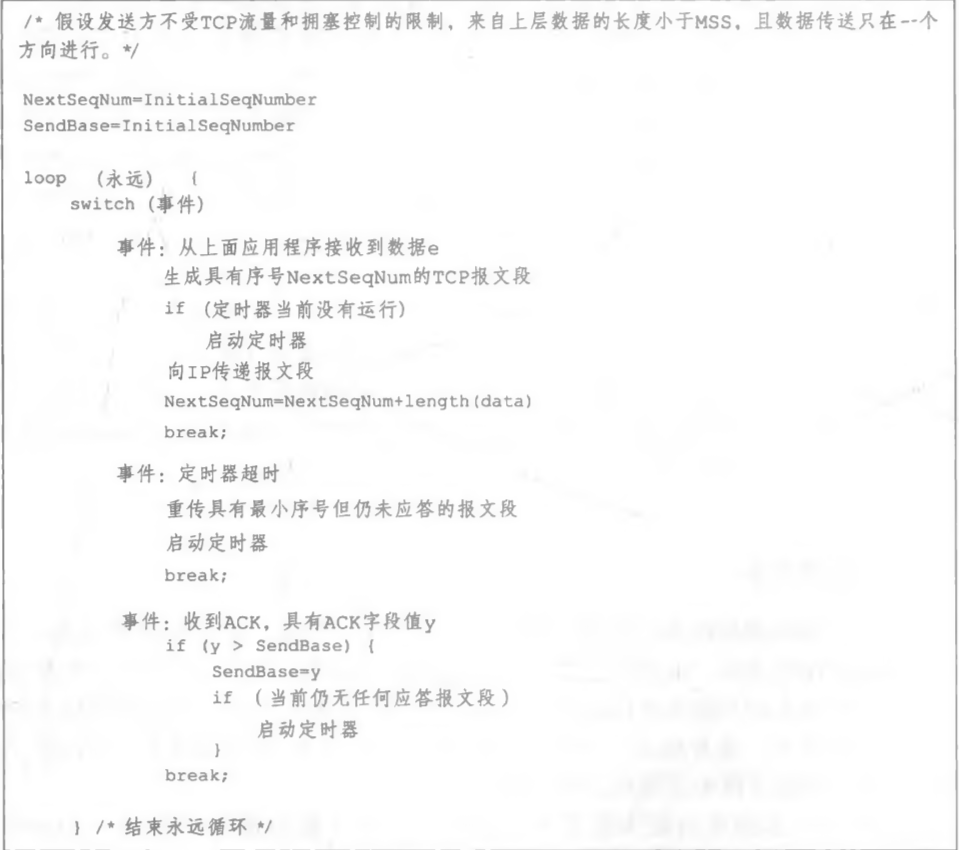 /* 假设发送方不受TCP流量和拥塞控制的限制，来自上层数据的长度小于MSS，且数据传送只在--个
方向进行。*/
NextSeqNum=InitialSeqNumber
SendBase=InitialSeqNumber
loop (永远) {
switch (事件)
事件：从上面应用程序接收到数据e
生成具有序号NextSeqNum的TCP报文段
if (定时器当前没有运行)
启动定时器
向IP传递报文段
NextSeqNum=NextSeqNum+length(data)
break;
事件：定时器超时
重传具有最小序号但仍未应答的报文段
启动定时器
break;
事件：收到ACK，具有ACK字段值y
if (y > SendBase) {
SendBase=y
if (当前仍无任何应答报文段)
启动定时器
}
break;
} /* 结束永远循环 */